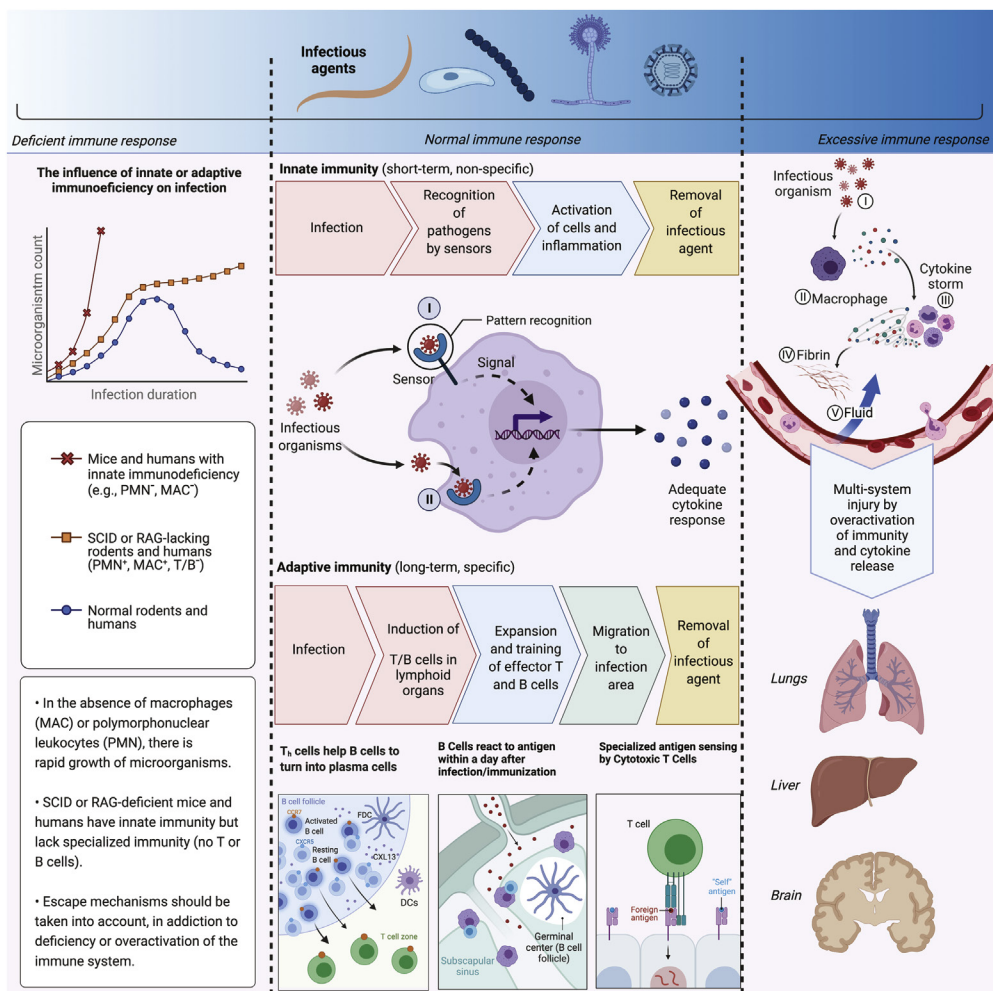 Infectious
agents
Deficient immune response
Normal immune response
Excessive immune response
The influence of innate or adaptive
immunoeficiency on infection
Microorganisntm count
Infection duration
Mice and humans with
innate immunodeficiency
(e.g., PMN⁻, MAC⁻)
SCID or RAG-lacking
rodents and humans
(PMN⁺, MAC⁺, T/B⁻)
Normal rodents and
humans
• In the absence of macrophages
(MAC) or polymorphonuclear
leukocytes (PMN), there is
rapid growth of microorganisms.
• SCID or RAG-deficient mice and
humans have innate immunity but
lack specialized immunity (no T or
B cells).
• Escape mechanisms should be
taken into account, in addiction to
deficiency or overactivation of the
immune system.
Innate immunity (short-term, non-specific)
Infection
Recognition
of
pathogens
by sensors
Activation
of cells and
inflammation
Removal
of
infectious
agent
I
Pattern recognition
Sensor
Signal
Infectious
organisms
II
Adequate
cytokine
response
Adaptive immunity (long-term, specific)
Infection
Induction of
T/B cells in
lymphoid
organs
Expansion
and training
of effector T
and B cells
Migration
to
infection
area
Removal
of
infectious
agent
Tₕ cells help B cells to
turn into plasma cells
B cell follicle
CCR7
Activated
B cell
FDC
CXCR5
Resting
B cell
CXL13⁺
DCs
T cell zone
B Cells react to antigen
within a day after
infection/immunization
Subscapular
sinus
Germinal
center (B cell
follicle)
Specialized antigen sensing
by Cytotoxic T Cells
T cell
"Self"
antigen
Foreign
antigen
Infectious
organism
I
II Macrophage
Cytokine
storm
III
IV Fibrin
V Fluid
Multi-system
injury by
overactivation
of immunity
and cytokine
release
Lungs
Liver
Brain